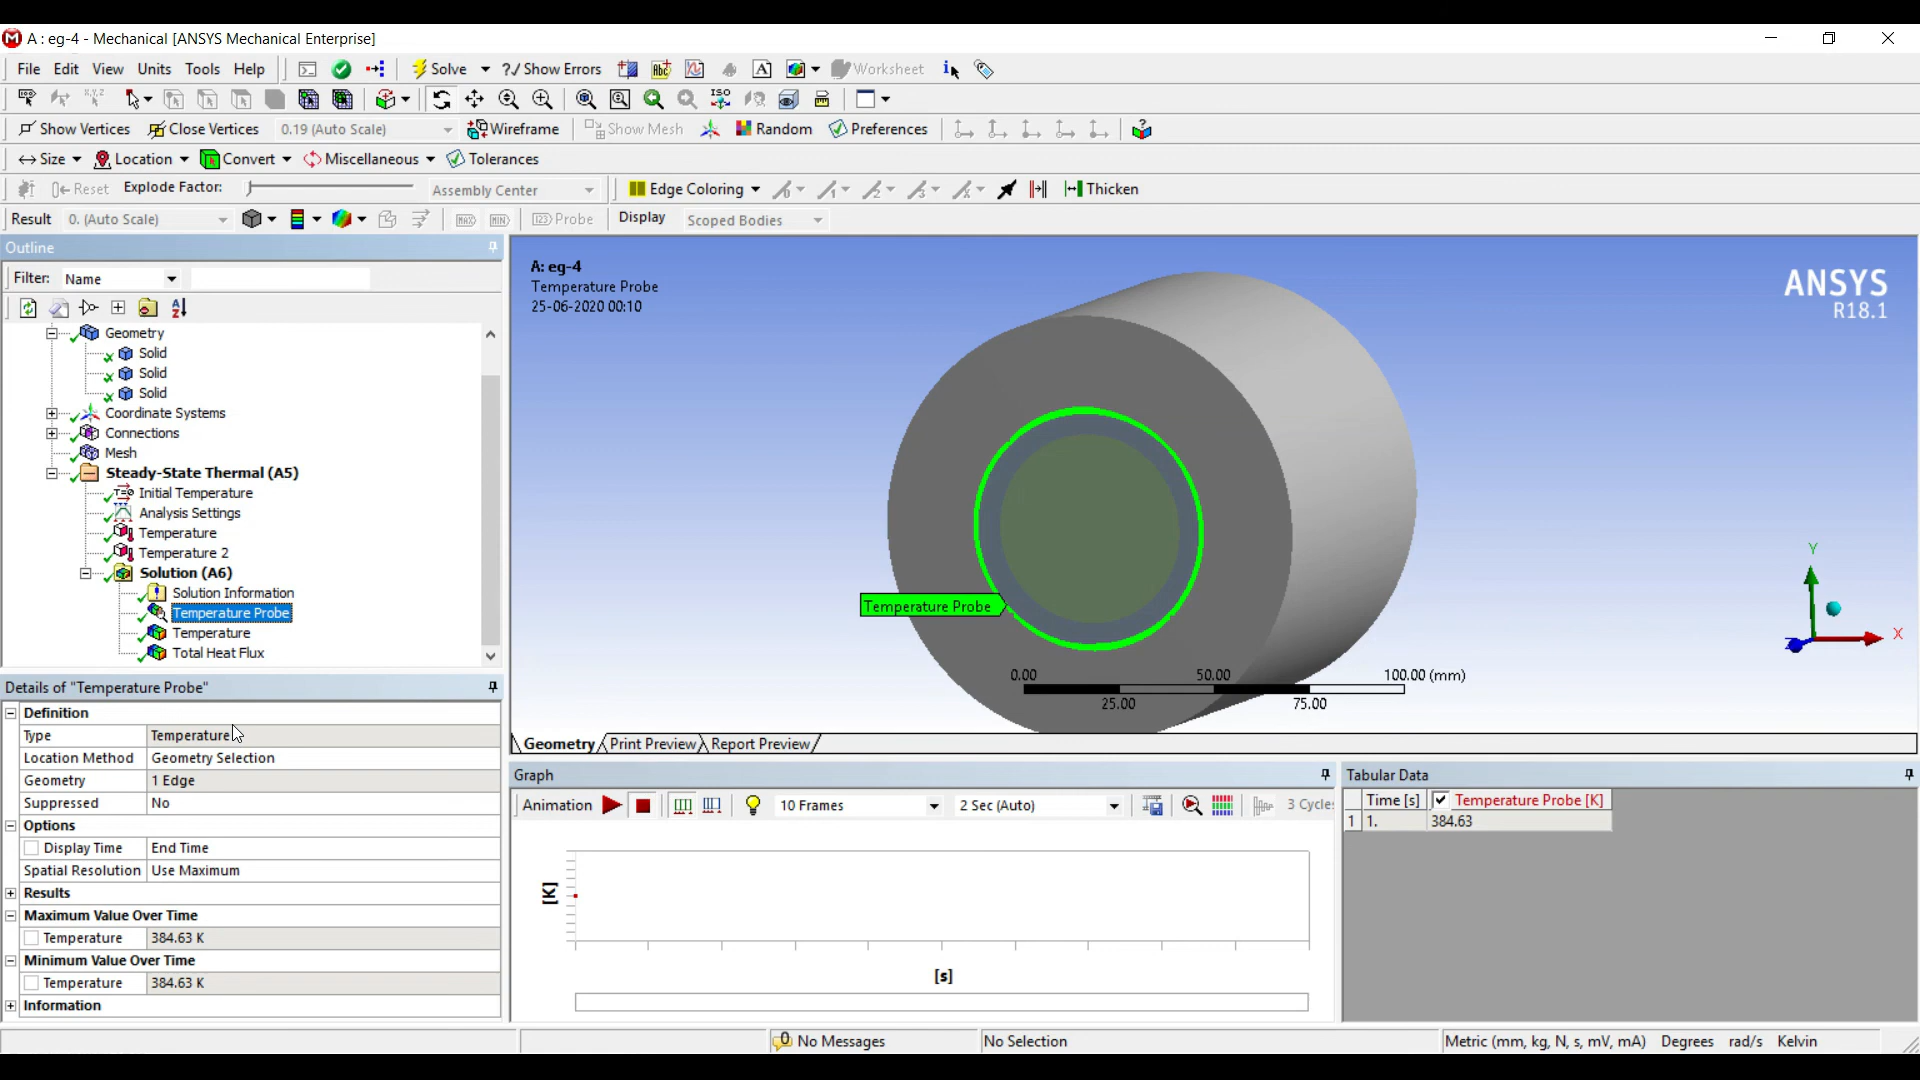 A : eg-4 - Mechanical [ANSYS Mechanical Enterprise]
File Edit View Units Tools Help Solve ?/ Show Errors Worksheet
Show Vertices Close Vertices 0.19 (Auto Scale) Wireframe Show Mesh Random Preferences
Size Location Convert Miscellaneous Tolerances
Reset Explode Factor: Assembly Center Edge Coloring Thicken
Result 0. (Auto Scale) MAX MIN Probe Display Scoped Bodies
Outline
Filter: Name
Geometry
Solid
Solid
Solid
Coordinate Systems
Connections
Mesh
Steady-State Thermal (A5)
Initial Temperature
Analysis Settings
Temperature
Temperature 2
Solution (A6)
Solution Information
Temperature Probe
Temperature
Total Heat Flux
Details of "Temperature Probe"
Definition
Type Temperature
Location Method Geometry Selection
Geometry 1 Edge
Suppressed No
Options
Display Time End Time
Spatial Resolution Use Maximum
Results
Maximum Value Over Time
Temperature 384.63 K
Minimum Value Over Time
Temperature 384.63 K
Information
A: eg-4
Temperature Probe
25-06-2020 00:10
ANSYS
R18.1
Temperature Probe
0.00 50.00 100.00 (mm)
25.00 75.00
Y
X
Geometry Print Preview Report Preview
Graph
Animation 10 Frames 2 Sec (Auto) 3 Cycles
[K]
[s]
Tabular Data
Time [s] Temperature Probe [K]
1 1. 384.63
No Messages No Selection Metric (mm, kg, N, s, mV, mA) Degrees rad/s Kelvin